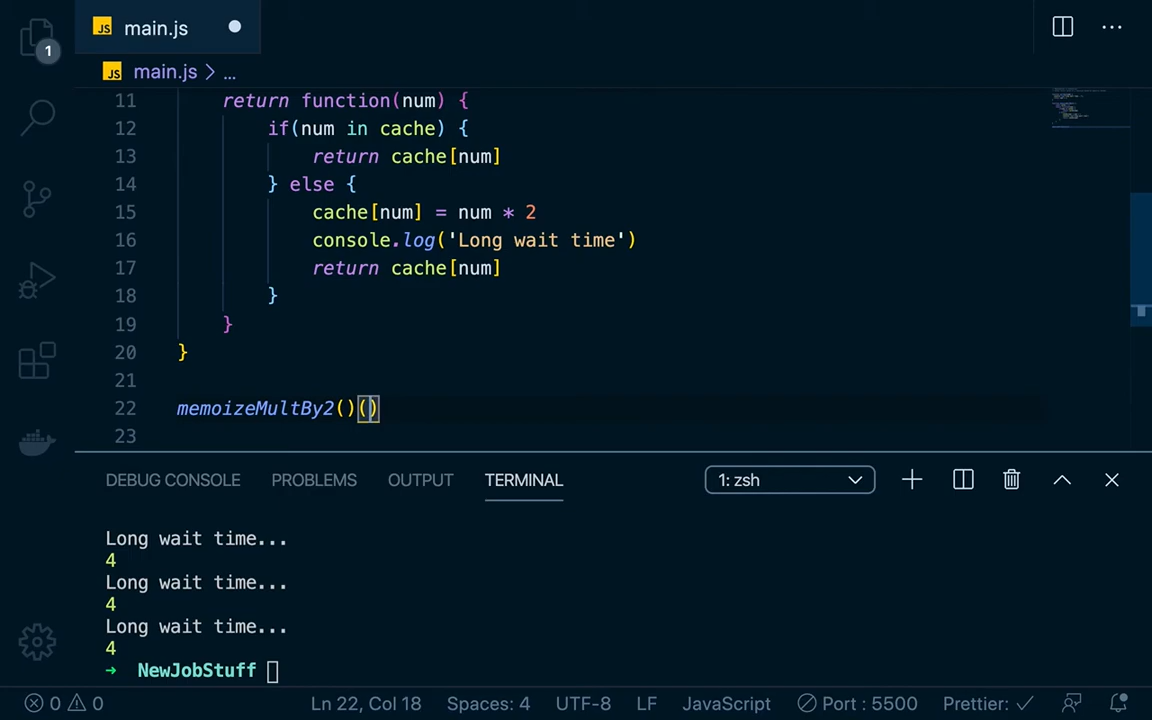 JS main.js
1
JS main.js > ...
11 return function(num) {
12 if(num in cache) {
13 return cache[num]
14 } else {
15 cache[num] = num * 2
16 console.log('Long wait time')
17 return cache[num]
18 }
19 }
20 }
21
22 memoizeMultBy2()()
23
DEBUG CONSOLE PROBLEMS OUTPUT TERMINAL 1: zsh
Long wait time...
4
Long wait time...
4
Long wait time...
4
→ NewJobStuff
0 0 Ln 22, Col 18 Spaces: 4 UTF-8 LF JavaScript Port : 5500 Prettier: ✓